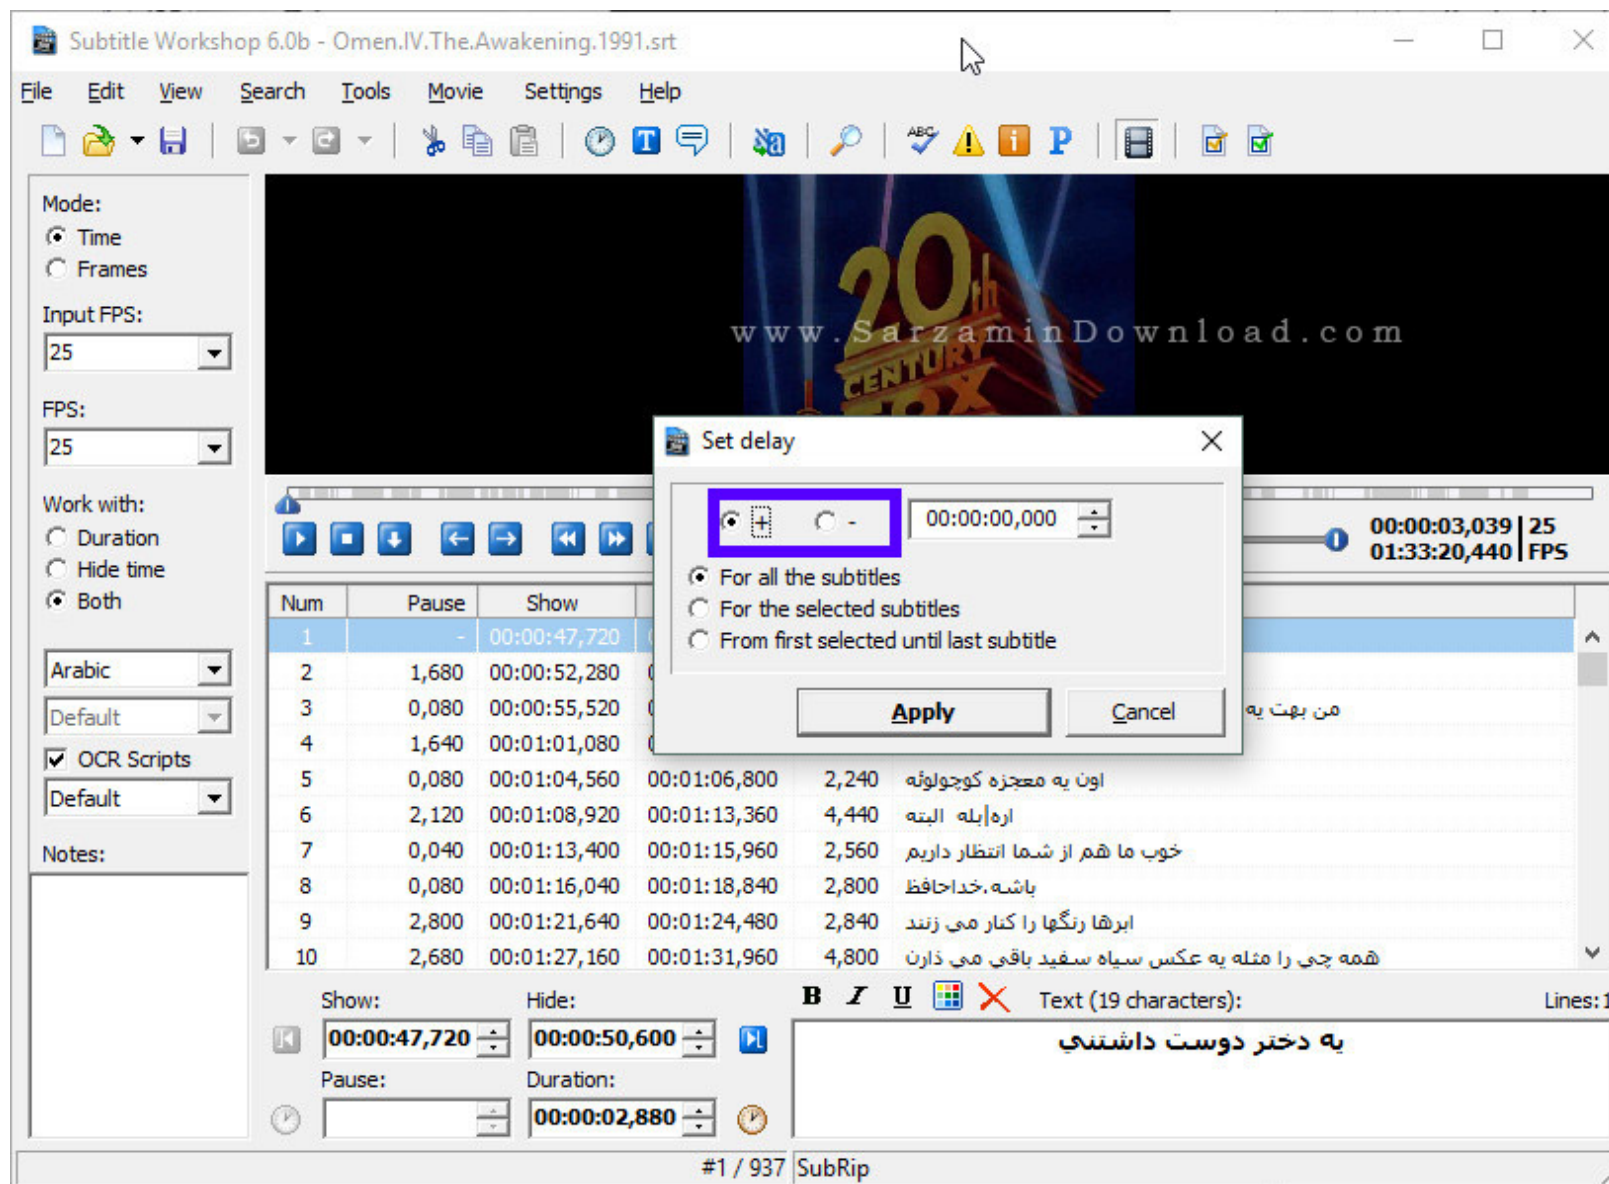 Subtitle Workshop 6.0b - Omen.IV.The.Awakening.1991.srt
File Edit View Search Tools Movie Settings Help
Mode:
Time
Frames
Input FPS:
25
FPS:
25
Work with:
Duration
Hide time
Both
Arabic
Default
OCR Scripts
Default
Notes:
20th
CENTURY
FOX
www.SarzaminDownload.com
Set delay
+ - 00:00:00,000
For all the subtitles
For the selected subtitles
From first selected until last subtitle
Apply Cancel
00:00:03,039 25
01:33:20,440 FPS
Num Pause Show
1 - 00:00:47,720
2 1,680 00:00:52,280
3 0,080 00:00:55,520 من بهت یه
4 1,640 00:01:01,080
5 0,080 00:01:04,560 00:01:06,800 2,240 اون یه معجزه کوچولوئه
6 2,120 00:01:08,920 00:01:13,360 4,440 اره|بله البته
7 0,040 00:01:13,400 00:01:15,960 2,560 خوب ما هم از شما انتظار داریم
8 0,080 00:01:16,040 00:01:18,840 2,800 باشه.خداحافظ
9 2,800 00:01:21,640 00:01:24,480 2,840 ابرها رنگها را کنار می زنند
10 2,680 00:01:27,160 00:01:31,960 4,800 همه چی را مثله یه عکس سیاه سفید باقی می ذارن
Show: Hide: B I U Text (19 characters): Lines:1
00:00:47,720 00:00:50,600
یه دختر دوست داشتني
Pause: Duration:
00:00:02,880
#1 / 937 SubRip